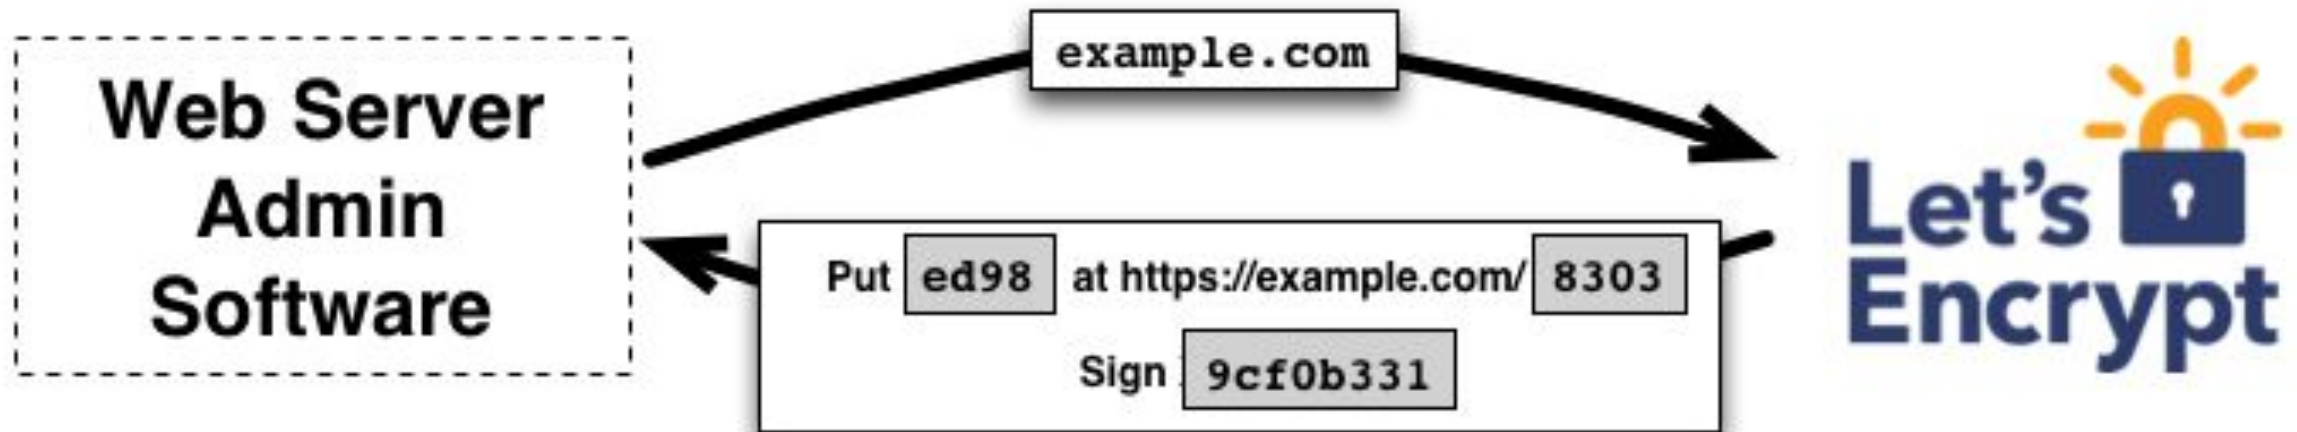 Web Server
Admin
Software
example.com
Put ed98 at https://example.com/ 8303
Sign 9cf0b331
Let's
Encrypt